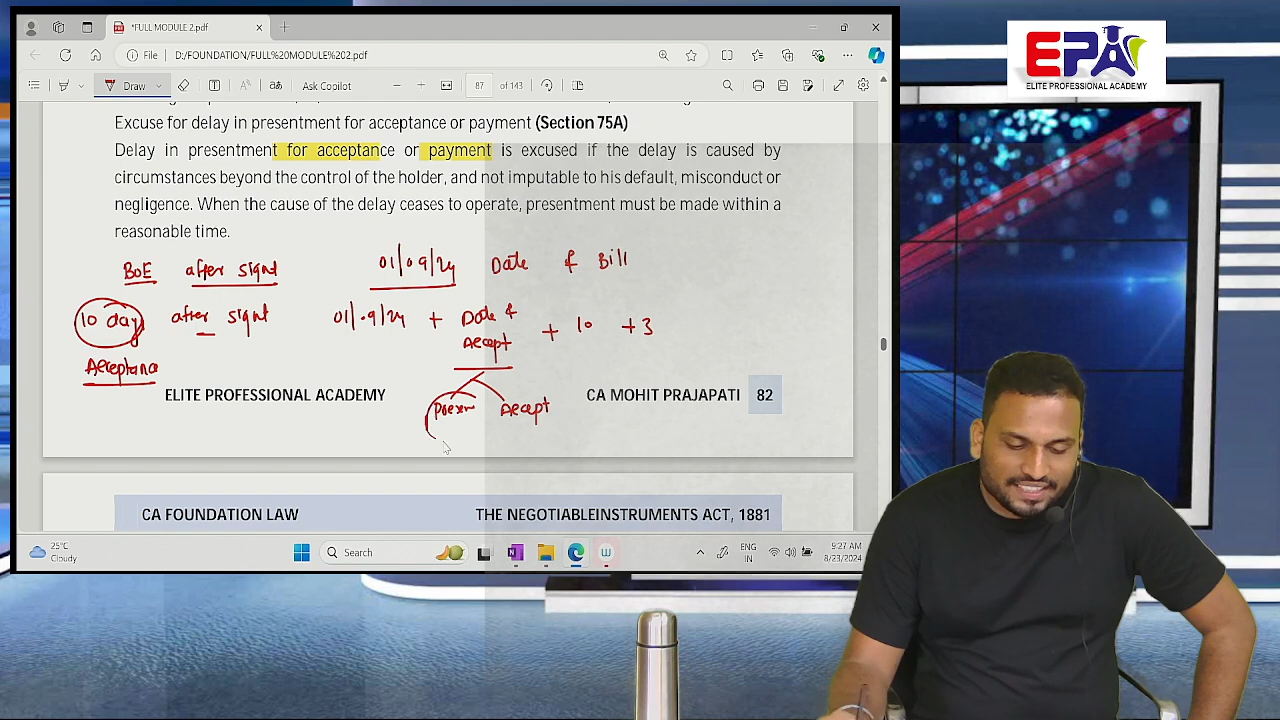 *FULL MODULE 2.pdf
File
D:/FOUNDATION/FULL%20MODULE
Draw
Ask Copilot
87
of 143
Excuse for delay in presentment for acceptance or payment (Section 75A)
Delay in presentment for acceptance or payment is excused if the delay is caused by
circumstances beyond the control of the holder, and not imputable to his default, misconduct or
negligence. When the cause of the delay ceases to operate, presentment must be made within a
reasonable time.
BoE after signt 01/09/24 Date of Bill
10 day after signt 01/09/24 + Date of + 10 + 3
Accept
Acceptana
Presen Accept
ELITE PROFESSIONAL ACADEMY CA MOHIT PRAJAPATI 82
CA FOUNDATION LAW THE NEGOTIABLEINSTRUMENTS ACT, 1881
25°C
Cloudy
Search
ENG
IN
9:27 AM
8/23/2024
EPA
ELITE PROFESSIONAL ACADEMY